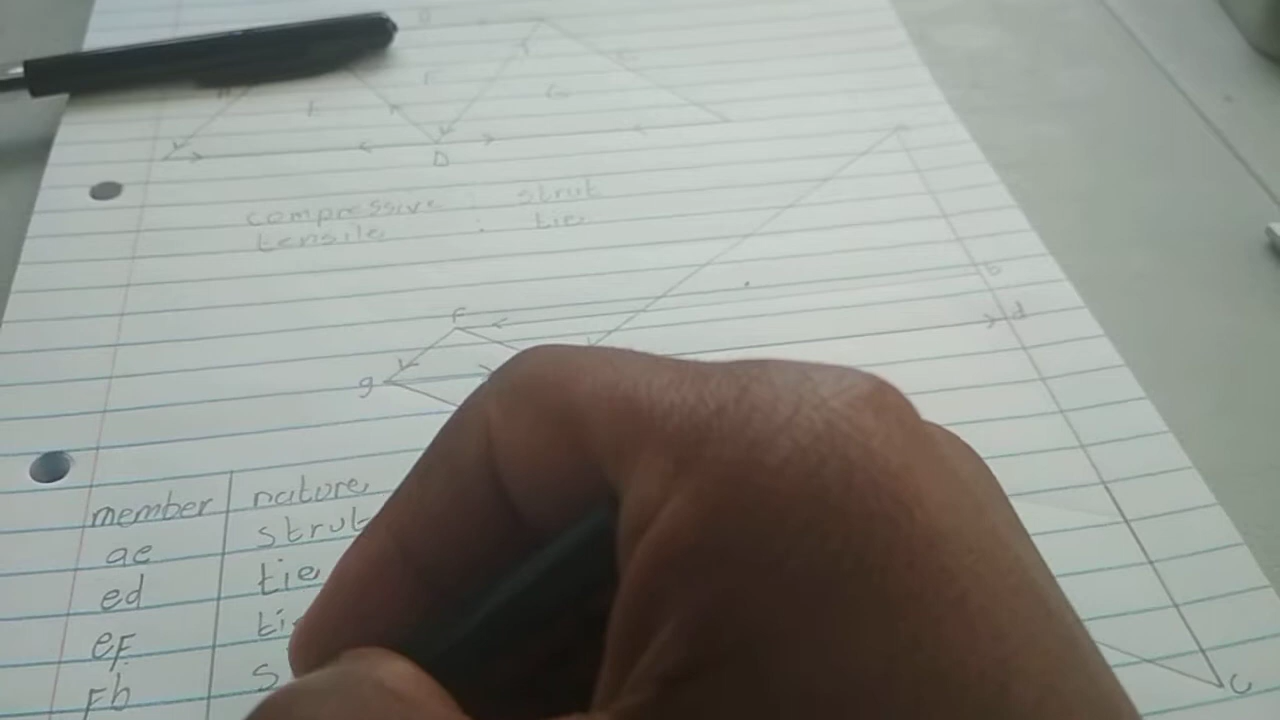 D
compressive : strut
tensile : tie
b
d
F
g
member nature
ae strut
ed tie
eF
Fb
C